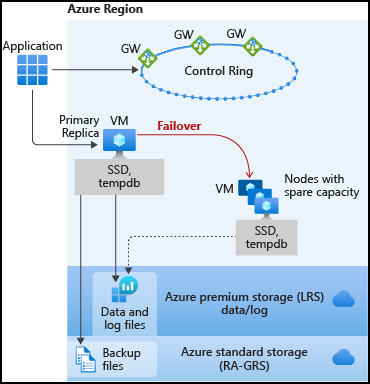 Azure Region
Application
GW
GW
GW
Control Ring
Primary
Replica
VM
Failover
SSD,
tempdb
VM
Nodes with
spare capacity
SSD,
tempdb
Data and
log files
Azure premium storage (LRS)
data/log
Backup
files
Azure standard storage
(RA-GRS)